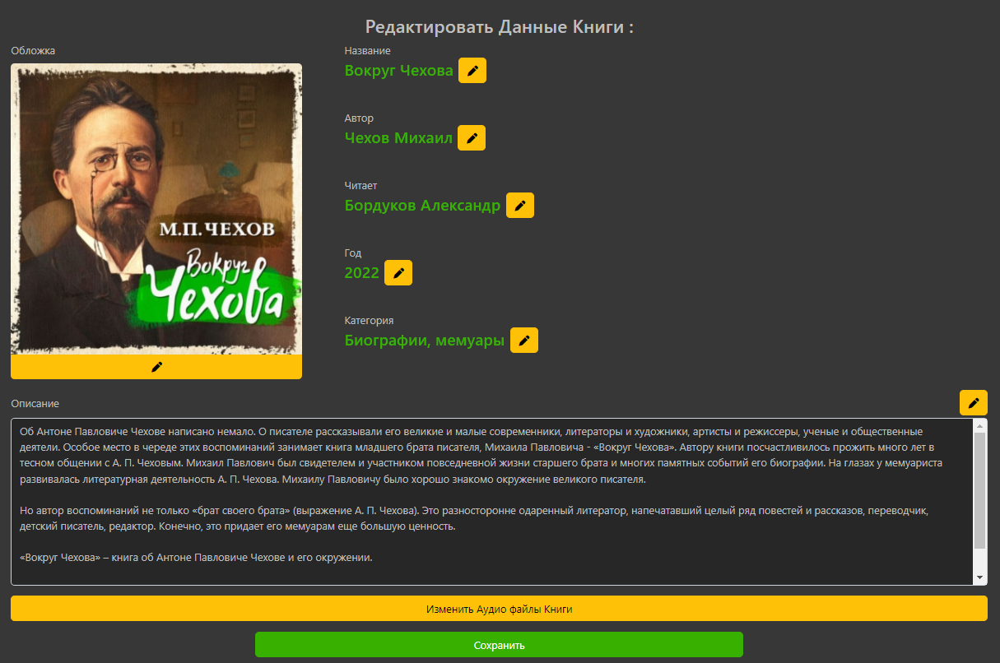 Редактировать Данные Книги :
Обложка
М.П.ЧЕХОВ
Вокруг
Чехова
Название
Вокруг Чехова
Автор
Чехов Михаил
Читает
Бордуков Александр
Год
2022
Категория
Биографии, мемуары
Описание
Об Антоне Павловиче Чехове написано немало. О писателе рассказывали его великие и малые современники, литераторы и художники, артисты и режиссеры, ученые и общественные
деятели. Особое место в череде этих воспоминаний занимает книга младшего брата писателя, Михаила Павловича - «Вокруг Чехова». Автору книги посчастливилось прожить много лет в
тесном общении с А. П. Чеховым. Михаил Павлович был свидетелем и участником повседневной жизни старшего брата и многих памятных событий его биографии. На глазах у мемуариста
развивалась литературная деятельность А. П. Чехова. Михаилу Павловичу было хорошо знакомо окружение великого писателя.
Но автор воспоминаний не только «брат своего брата» (выражение А. П. Чехова). Это разносторонне одаренный литератор, напечатавший целый ряд повестей и рассказов, переводчик,
детский писатель, редактор. Конечно, это придает его мемуарам еще большую ценность.
«Вокруг Чехова» – книга об Антоне Павловиче Чехове и его окружении.
Изменить Аудио файлы Книги
Сохранить